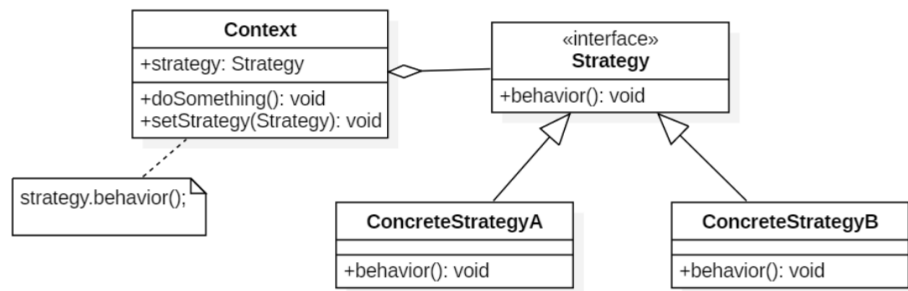 Context
+strategy: Strategy
+doSomething(): void
+setStrategy(Strategy): void
strategy.behavior();
«interface»
Strategy
+behavior(): void
ConcreteStrategyA
+behavior(): void
ConcreteStrategyB
+behavior(): void